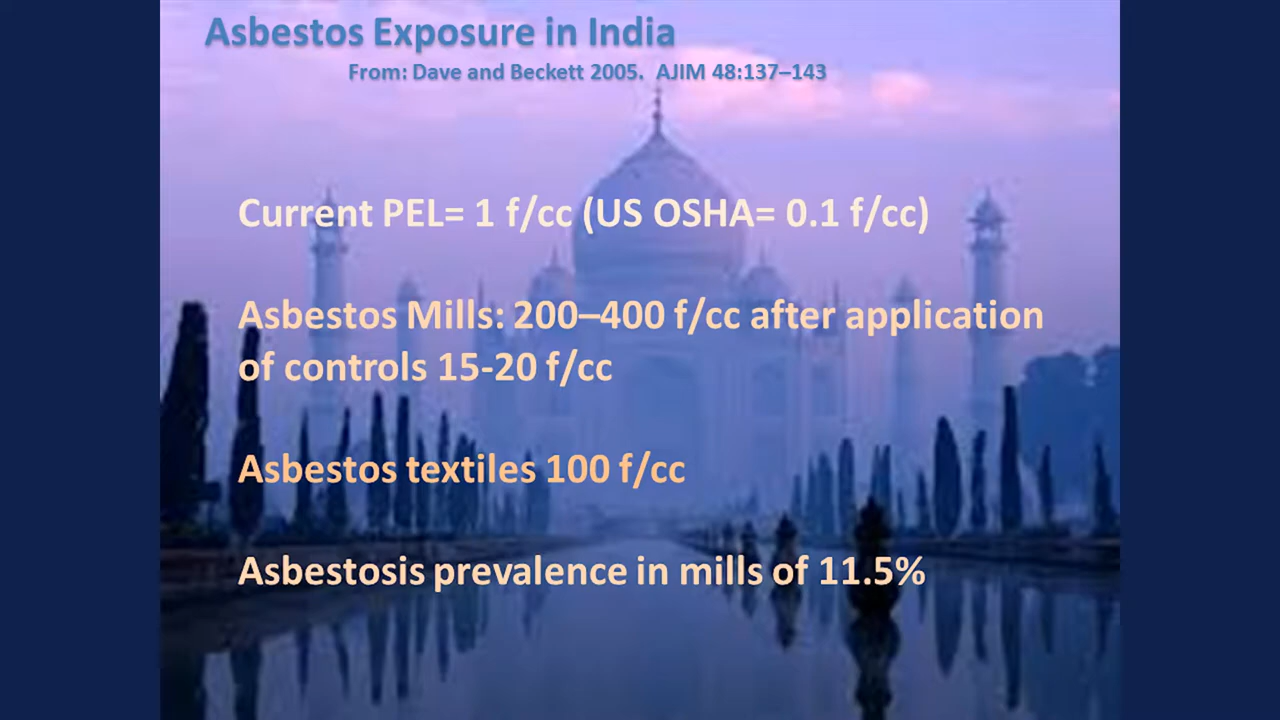 Asbestos Exposure in India
From: Dave and Beckett 2005. AJIM 48:137–143
Current PEL= 1 f/cc (US OSHA= 0.1 f/cc)
Asbestos Mills: 200–400 f/cc after application
of controls 15-20 f/cc
Asbestos textiles 100 f/cc
Asbestosis prevalence in mills of 11.5%